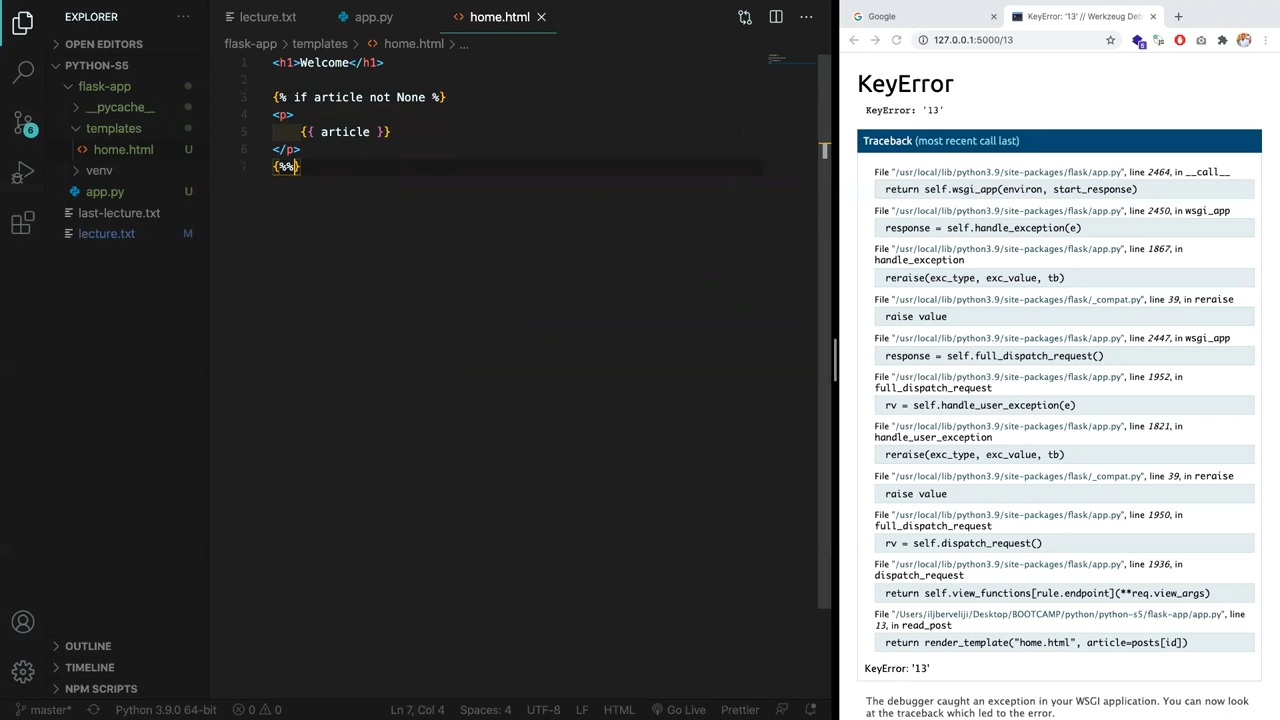 EXPLORER
OPEN EDITORS
PYTHON-S5
flask-app
__pycache__
templates
home.html U
venv
app.py U
last-lecture.txt
lecture.txt M
OUTLINE
TIMELINE
NPM SCRIPTS
6
lecture.txt
app.py
home.html
flask-app > templates > home.html > ...
1 <h1>Welcome</h1>
2
3 {% if article not None %}
4 <p>
5 {{ article }}
6 </p>
7 {%%}
master*
Python 3.9.0 64-bit
0 0
Ln 7, Col 4
Spaces: 4
UTF-8
LF
HTML
Go Live
Prettier
Google
KeyError: '13' // Werkzeug Deb
127.0.0.1:5000/13
KeyError
KeyError: '13'
Traceback (most recent call last)
File "/usr/local/lib/python3.9/site-packages/flask/app.py", line 2464, in __call__
return self.wsgi_app(environ, start_response)
File "/usr/local/lib/python3.9/site-packages/flask/app.py", line 2450, in wsgi_app
response = self.handle_exception(e)
File "/usr/local/lib/python3.9/site-packages/flask/app.py", line 1867, in
handle_exception
reraise(exc_type, exc_value, tb)
File "/usr/local/lib/python3.9/site-packages/flask/_compat.py", line 39, in reraise
raise value
File "/usr/local/lib/python3.9/site-packages/flask/app.py", line 2447, in wsgi_app
response = self.full_dispatch_request()
File "/usr/local/lib/python3.9/site-packages/flask/app.py", line 1952, in
full_dispatch_request
rv = self.handle_user_exception(e)
File "/usr/local/lib/python3.9/site-packages/flask/app.py", line 1821, in
handle_user_exception
reraise(exc_type, exc_value, tb)
File "/usr/local/lib/python3.9/site-packages/flask/_compat.py", line 39, in reraise
raise value
File "/usr/local/lib/python3.9/site-packages/flask/app.py", line 1950, in
full_dispatch_request
rv = self.dispatch_request()
File "/usr/local/lib/python3.9/site-packages/flask/app.py", line 1936, in
dispatch_request
return self.view_functions[rule.endpoint](**req.view_args)
File "/Users/iljberveliji/Desktop/BOOTCAMP/python/python-s5/flask-app/app.py", line
13, in read_post
return render_template("home.html", article=posts[id])
KeyError: '13'
The debugger caught an exception in your WSGI application. You can now look
at the traceback which led to the error.